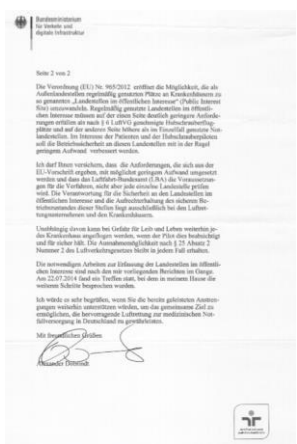 Bundesministerium
für Verkehr und
digitale Infrastruktur
Seite 2 von 2
Die Verordnung (EU) Nr. 965/2012 eröffnet die Möglichkeit, die als
Außenlandestellen regelmäßig genutzten Plätze an Krankenhäusern zu
so genannten „Landestellen im öffentlichen Interesse" (Public Interest
Site) umzuwandeln. Regelmäßig genutzte Landestellen im öffentli-
chen Interesse müssen auf der einen Seite deutlich geringere Anforde-
rungen erfüllen als nach § 6 LuftVG genehmigte Hubschrauberflug-
plätze und auf der anderen Seite höhere als im Einzelfall genutzte Not-
landestellen. Im Interesse der Patienten und der Hubschrauberpiloten
soll die Betriebssicherheit an diesen Landestellen mit in der Regel
geringem Aufwand verbessert werden.
Ich darf Ihnen versichern, dass die Anforderungen, die sich aus der
EU-Vorschrift ergeben, mit möglichst geringem Aufwand umgesetzt
werden und dass das Luftfahrt-Bundesamt (LBA) die Voraussetzun-
gen für die Verfahren, nicht aber jede einzelne Landestelle prüfen
wird. Die Verantwortung für die Sicherheit an den Landestellen im
öffentlichen Interesse und die Aufrechterhaltung des sicheren Be-
triebszustandes dieser Stellen liegt ausschließlich bei den Luftret-
tungsunternehmen und den Krankenhäusern.
Unabhängig davon kann bei Gefahr für Leib und Leben weiterhin je-
des Krankenhaus angeflogen werden, wenn der Pilot dies beabsichtigt
und für sicher hält. Die Ausnahmemöglichkeit nach § 25 Absatz 2
Nummer 2 des Luftverkehrsgesetzes bleibt in jedem Fall erhalten.
Die notwendigen Arbeiten zur Erfassung der Landestellen im öffentli-
chen Interesse sind nach den mir vorliegenden Berichten im Gange.
Am 22.07.2014 fand ein Treffen statt, bei dem in meinem Hause die
weiteren Schritte besprochen wurden.
Ich würde es sehr begrüßen, wenn Sie die bereits geleisteten Anstren-
gungen weiterhin unterstützen würden, um das gemeinsame Ziel zu
ermöglichen, die hervorragende Luftrettung zur medizinischen Not-
fallversorgung in Deutschland zu gewährleisten.
Mit freundlichen Grüßen
Alexander Dobrindt